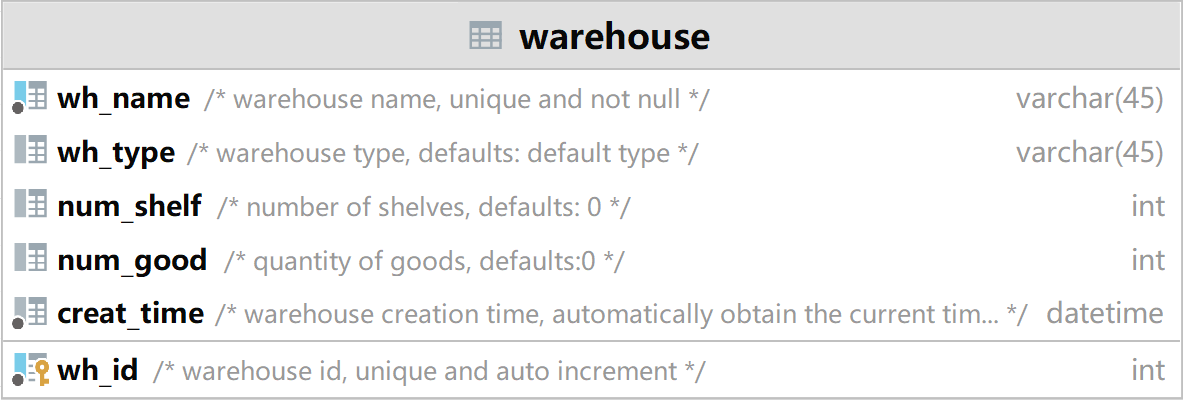 warehouse
wh_name /* warehouse name, unique and not null */ varchar(45)
wh_type /* warehouse type, defaults: default type */ varchar(45)
num_shelf /* number of shelves, defaults: 0 */ int
num_good /* quantity of goods, defaults:0 */ int
creat_time /* warehouse creation time, automatically obtain the current tim... */ datetime
wh_id /* warehouse id, unique and auto increment */ int